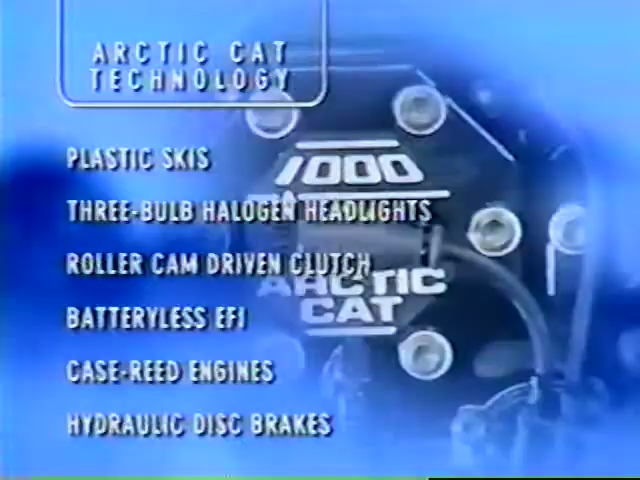 ARCTIC CAT
TECHNOLOGY
PLASTIC SKIS
1000
THREE-BULB HALOGEN HEADLIGHTS
ROLLER CAM DRIVEN CLUTCH
ARCTIC
CAT
BATTERYLESS EFI
CASE-REED ENGINES
HYDRAULIC DISC BRAKES